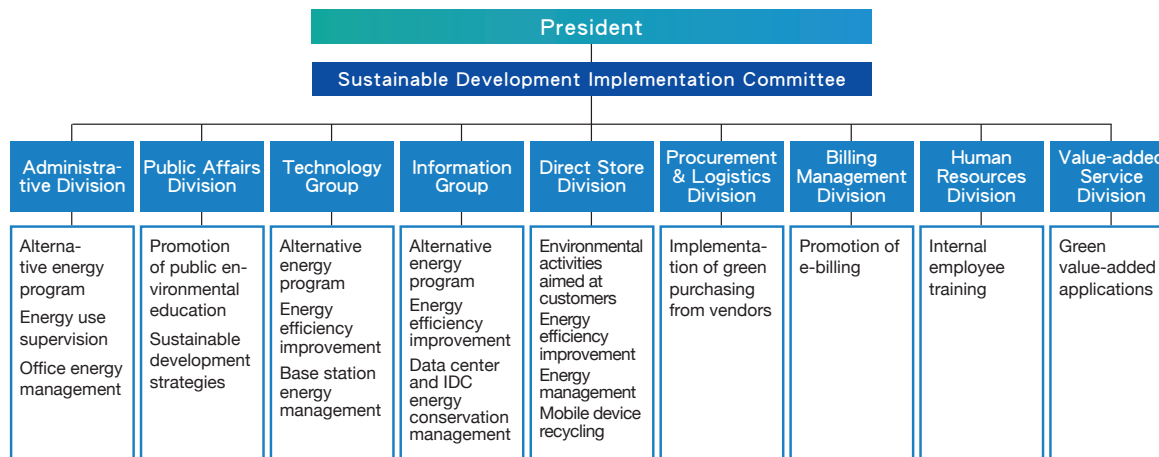 President
Sustainable Development Implementation Committee
Administra-
tive Division
Public Affairs
Division
Technology
Group
Information
Group
Direct Store
Division
Procurement
& Logistics
Division
Billing
Management
Division
Human
Resources
Division
Value-added
Service
Division
Alterna-
tive energy
program
Energy use
supervision
Office energy
management
Promotion
of public en-
vironmental
education
Sustainable
development
strategies
Alternative
energy
program
Energy
efficiency
improvement
Base station
energy
management
Alternative
energy
program
Energy
efficiency
improvement
Data center
and IDC
energy
conservation
management
Environmental
activities
aimed at
customers
Energy
efficiency
improvement
Energy
management
Mobile device
recycling
Implementa-
tion of green
purchasing
from vendors
Promotion of
e-billing
Internal
employee
training
Green
value-added
applications